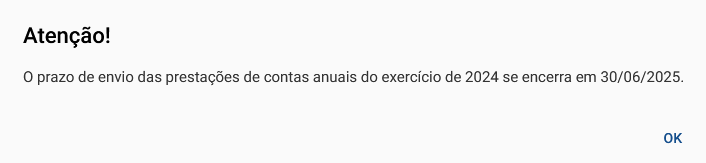 Atenção!
O prazo de envio das prestações de contas anuais do exercício de 2024 se encerra em 30/06/2025.
OK